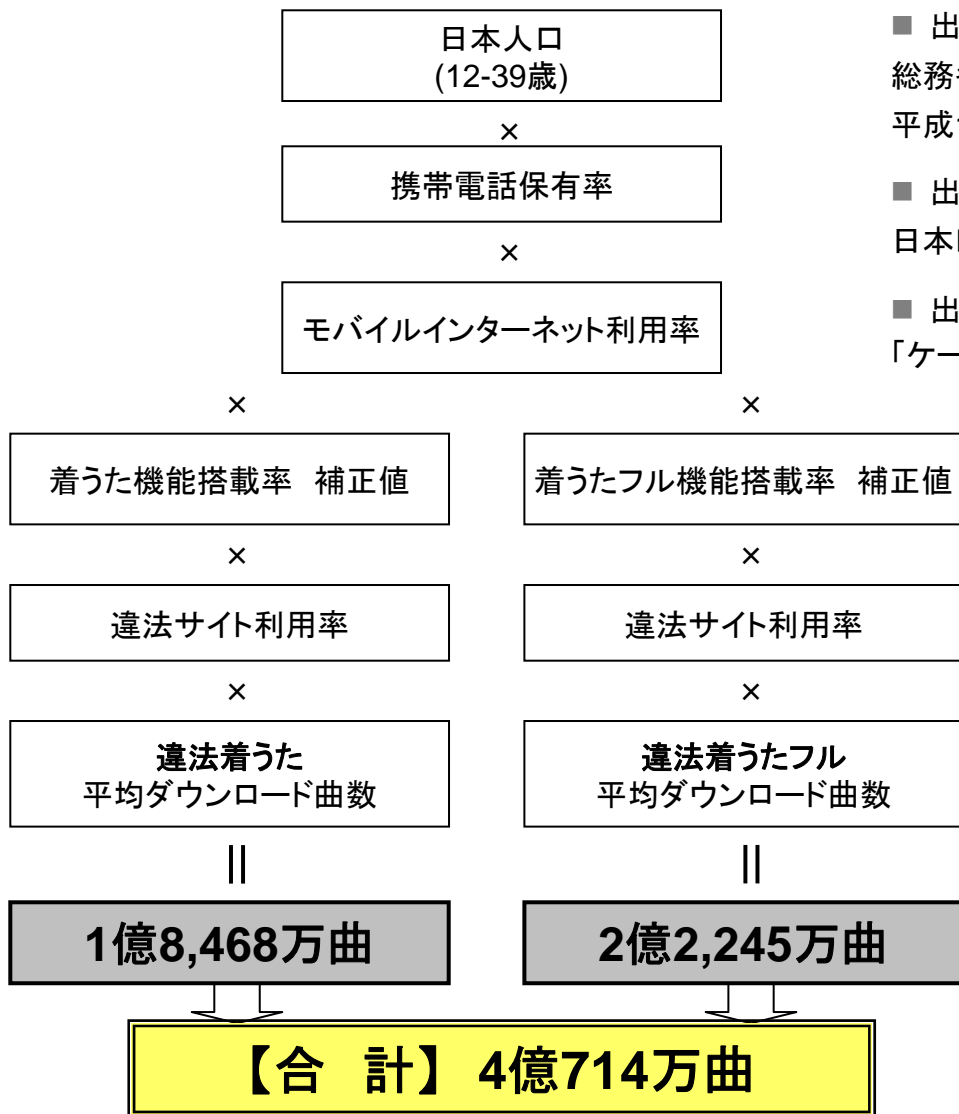 日本人口
(12-39歳)
×
携帯電話保有率
×
モバイルインターネット利用率
× ×
着うた機能搭載率 補正値
×
違法サイト利用率
×
違法着うた
平均ダウンロード曲数
||
1億8,468万曲
着うたフル機能搭載率 補正値
×
違法サイト利用率
×
違法着うたフル
平均ダウンロード曲数
||
2億2,245万曲
【合 計】 4億714万曲
■ 出
総務
平成
■ 出
日本
■ 出
「ケー